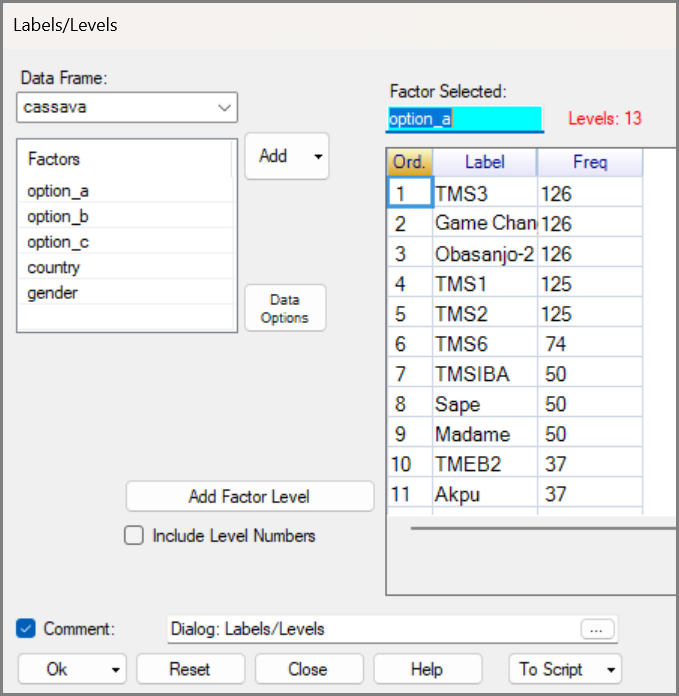 Labels/Levels
Data Frame:
cassava
Factors
option_a
option_b
option_c
country
gender
Add
Data
Options
Factor Selected:
option_a
Levels: 13
Ord. Label Freq
1 TMS3 126
2 Game Chan 126
3 Obasanjo-2 126
4 TMS1 125
5 TMS2 125
6 TMS6 74
7 TMSIBA 50
8 Sape 50
9 Madame 50
10 TMEB2 37
11 Akpu 37
Add Factor Level
Include Level Numbers
Comment:
Dialog: Labels/Levels
...
Ok Reset Close Help To Script